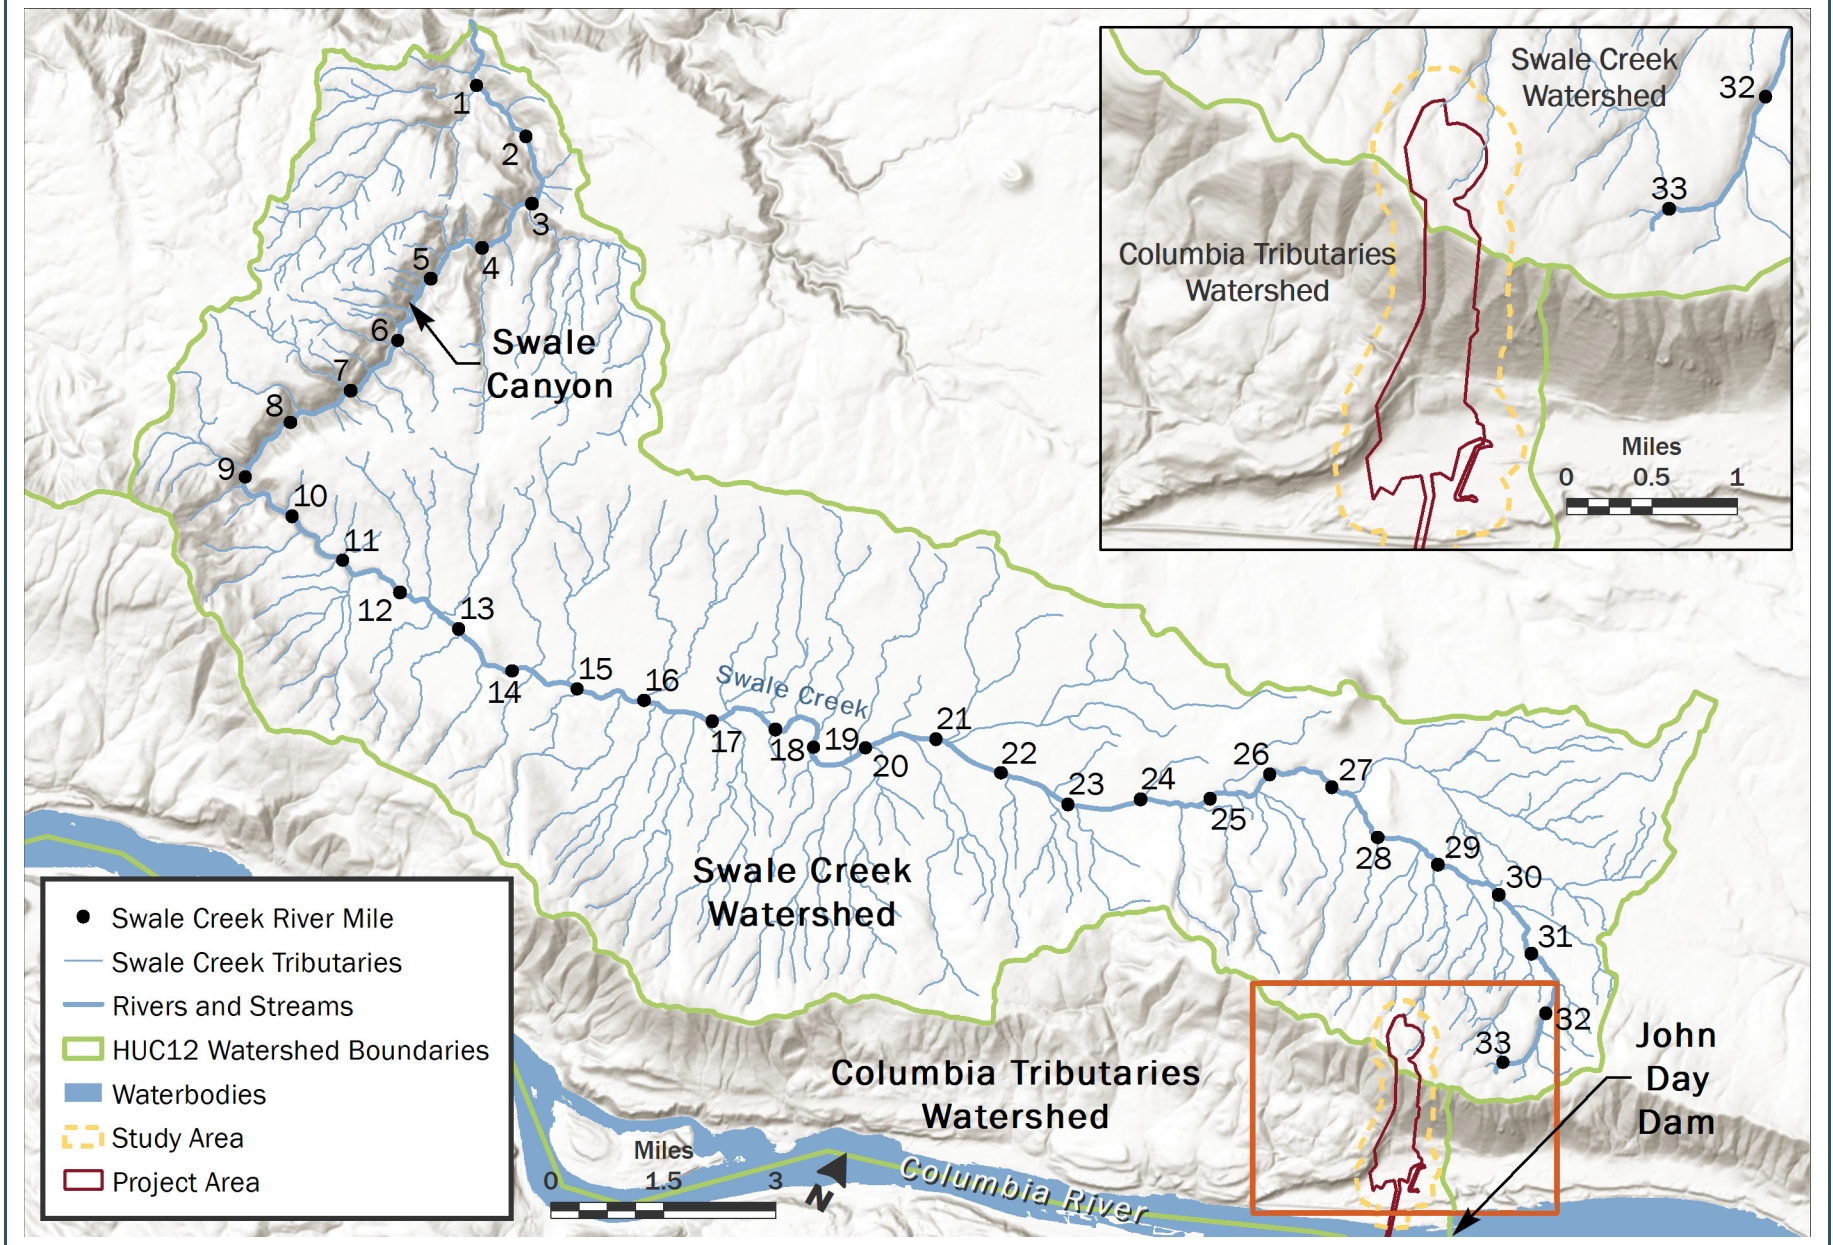 1
2
3
4
5
6
7
8
9
10
11
12
13
14
15
16
17
18
19
20
21
22
23
24
25
26
27
28
29
30
31
32
33
Swale
Canyon
Swale Creek
Swale Creek
Watershed
Columbia Tributaries
Watershed
Columbia River
John
Day
Dam
Swale Creek
Watershed
32
33
Columbia Tributaries
Watershed
Miles
0 0.5 1
Swale Creek River Mile
Swale Creek Tributaries
Rivers and Streams
HUC12 Watershed Boundaries
Waterbodies
Study Area
Project Area
Miles
0 1.5 3
N